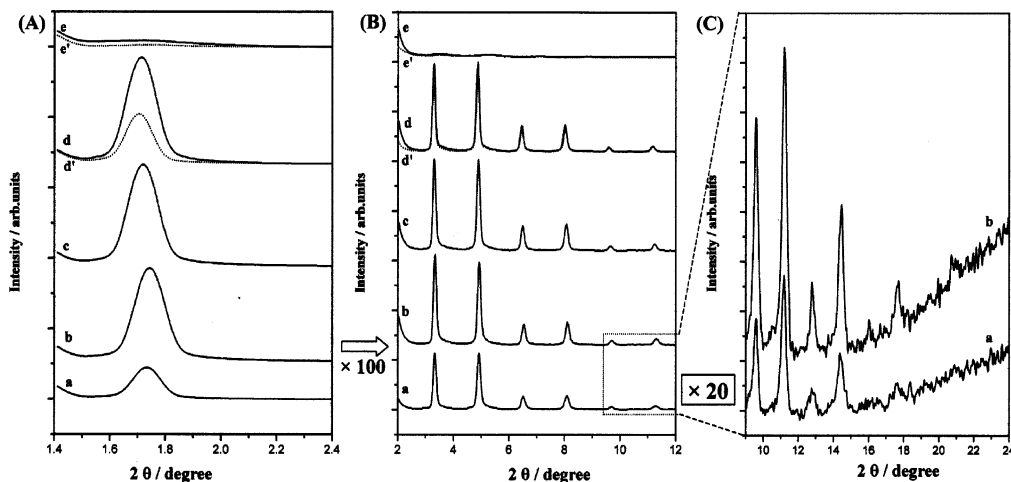 (A)
e
e'
d
d'
c
b
a
Intensity / arb.units
1.4 1.6 1.8 2.0 2.2 2.4
2 θ / degree
× 100
(B)
e
e'
d
d'
c
b
a
Intensity / arb.units
2 4 6 8 10 12
2 θ / degree
× 20
(C)
b
a
Intensity / arb.units
10 12 14 16 18 20 22 24
2 θ / degree